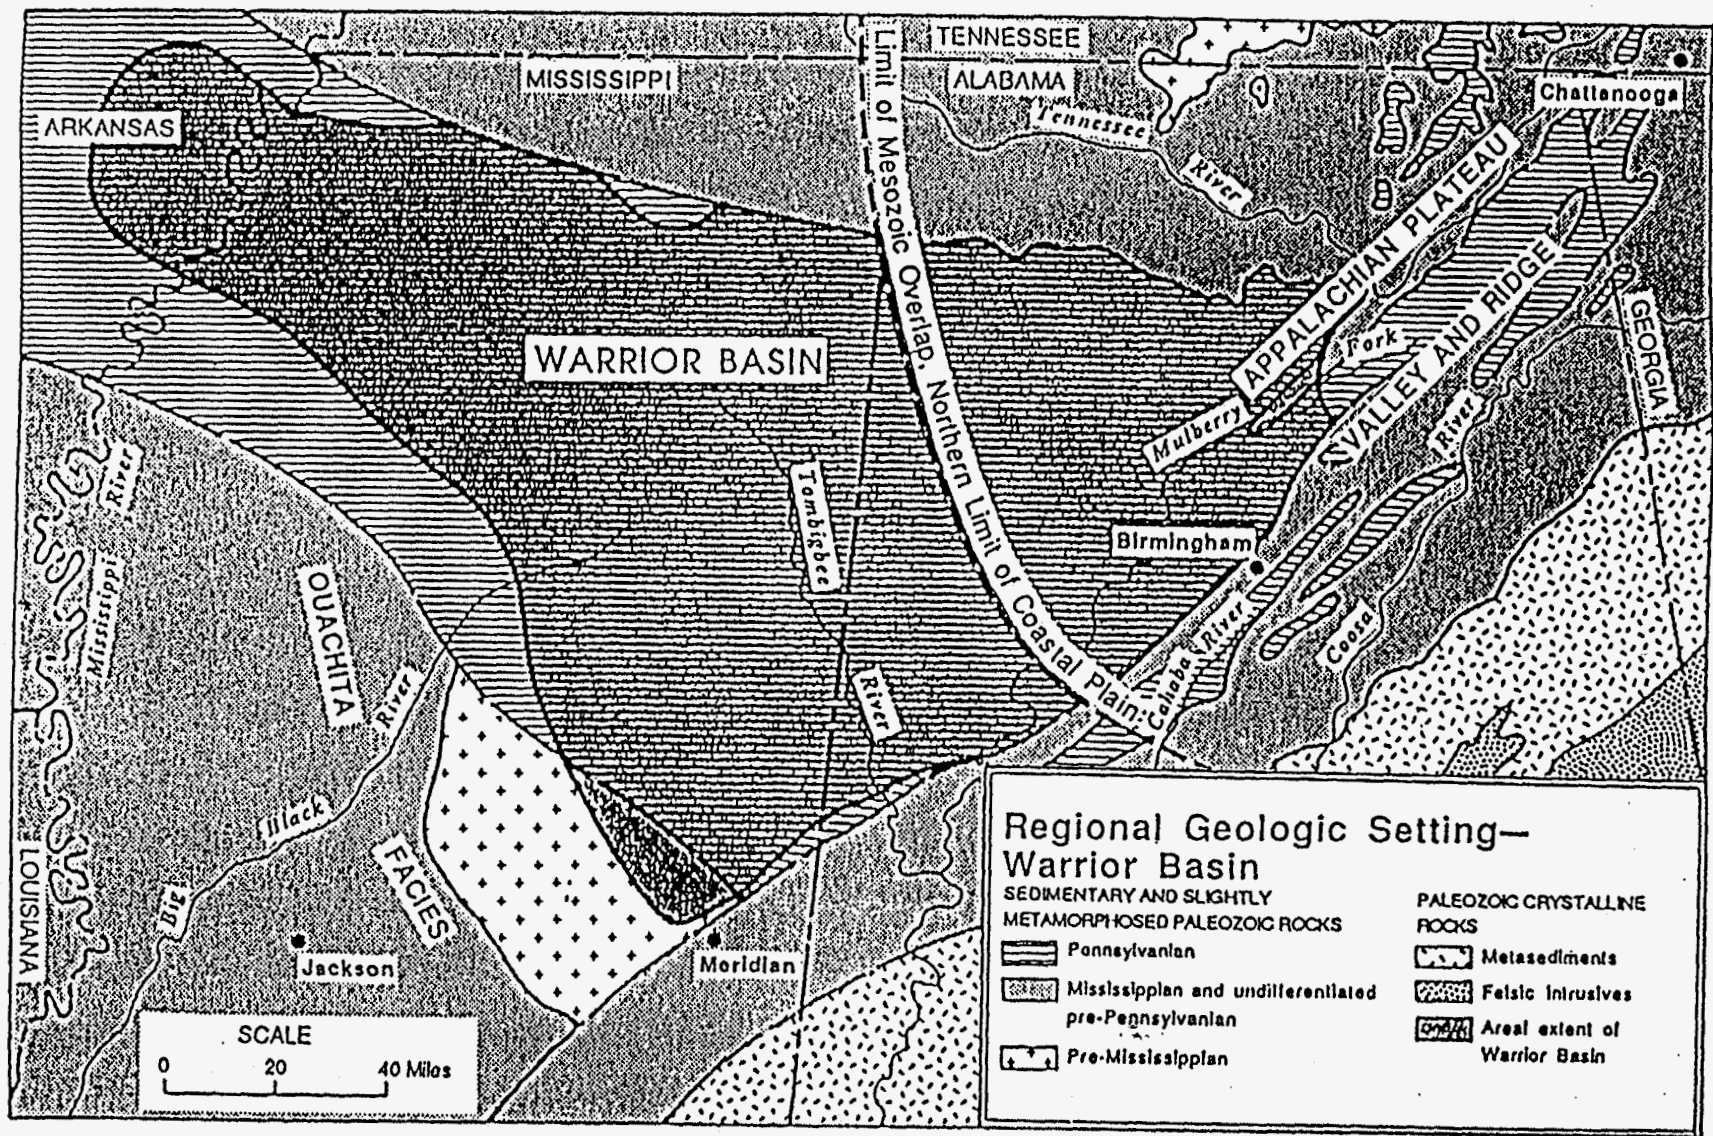 TENNESSEE
MISSISSIPPI
ALABAMA
Chattanooga
ARKANSAS
Tennessee
River
Limit of Mesozoic Overlap, Northern Limit of Coastal Plain
APPALACHIAN PLATEAU
VALLEY AND RIDGE
GEORGIA
WARRIOR BASIN
Fork
Mulberry
River
River
Mississippi
Tombigbee
River
Birmingham
OUACHITA
FACIES
River
Black
Big
Cahaba River
Coosa
LOUISIANA
Jackson
Meridian
SCALE
0 20 40 Miles
Regional Geologic Setting—
Warrior Basin
SEDIMENTARY AND SLIGHTLY
METAMORPHOSED PALEOZOIC ROCKS
Pennsylvanian
Mississippian and undifferentiated
pre-Pennsylvanian
Pre-Mississippian
PALEOZOIC CRYSTALLINE
ROCKS
Metasediments
Felsic Intrusives
Areal extent of
Warrior Basin